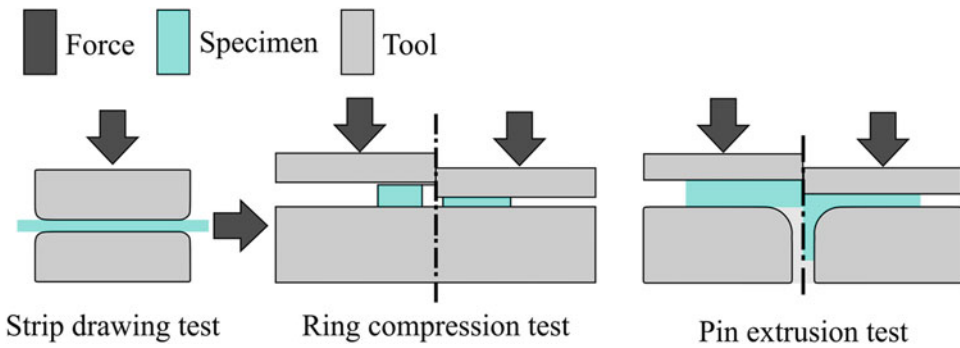 Force Specimen Tool
Strip drawing test Ring compression test Pin extrusion test